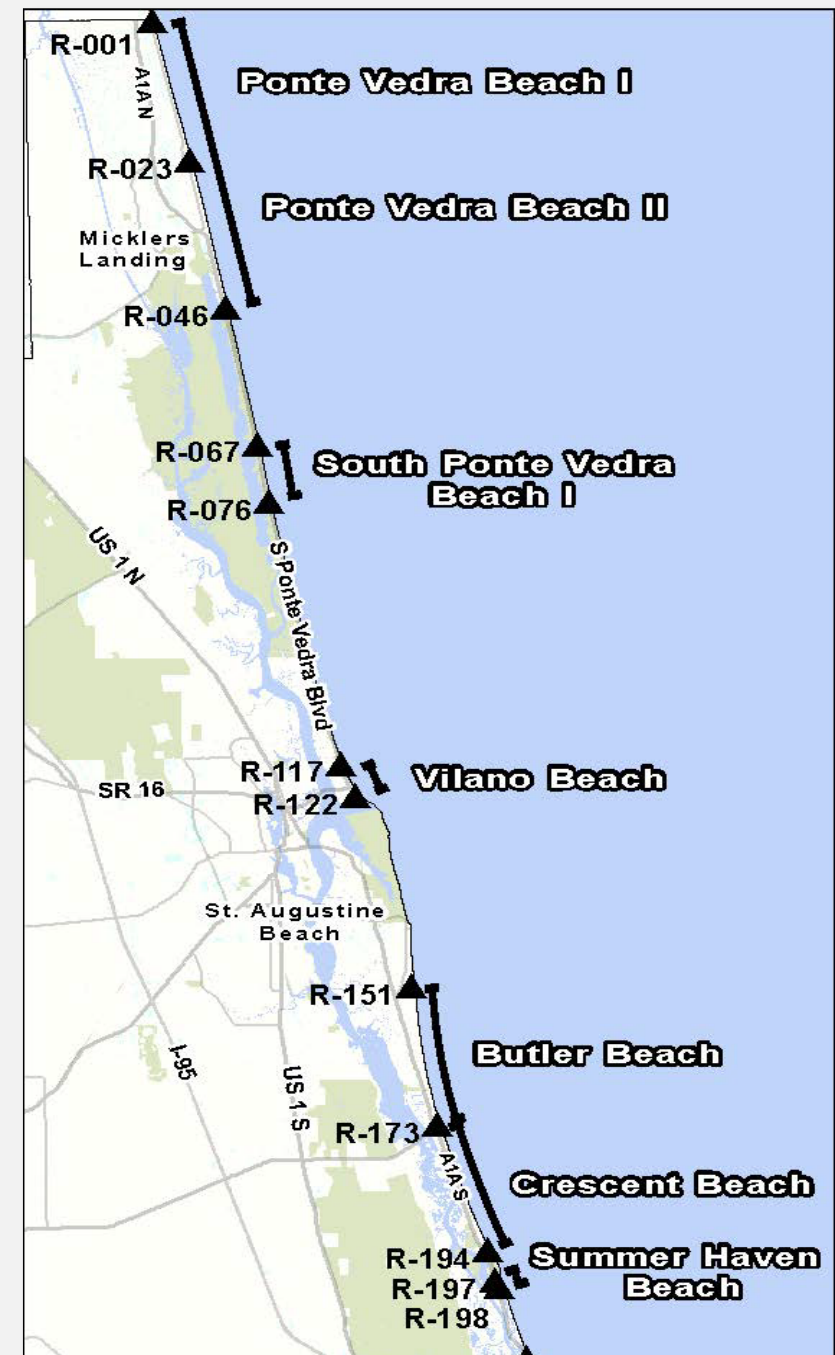 R-001
A1A N
Ponte Vedra Beach I
R-023
Ponte Vedra Beach II
Micklers
Landing
R-046
R-067
South Ponte Vedra
Beach I
R-076
US 1 N
S Ponte Vedra Blvd
R-117
Vilano Beach
SR 16
R-122
St. Augustine
Beach
R-151
I-95
Butler Beach
US 1 S
R-173
A1A S
Crescent Beach
R-194
Summer Haven
Beach
R-197
R-198